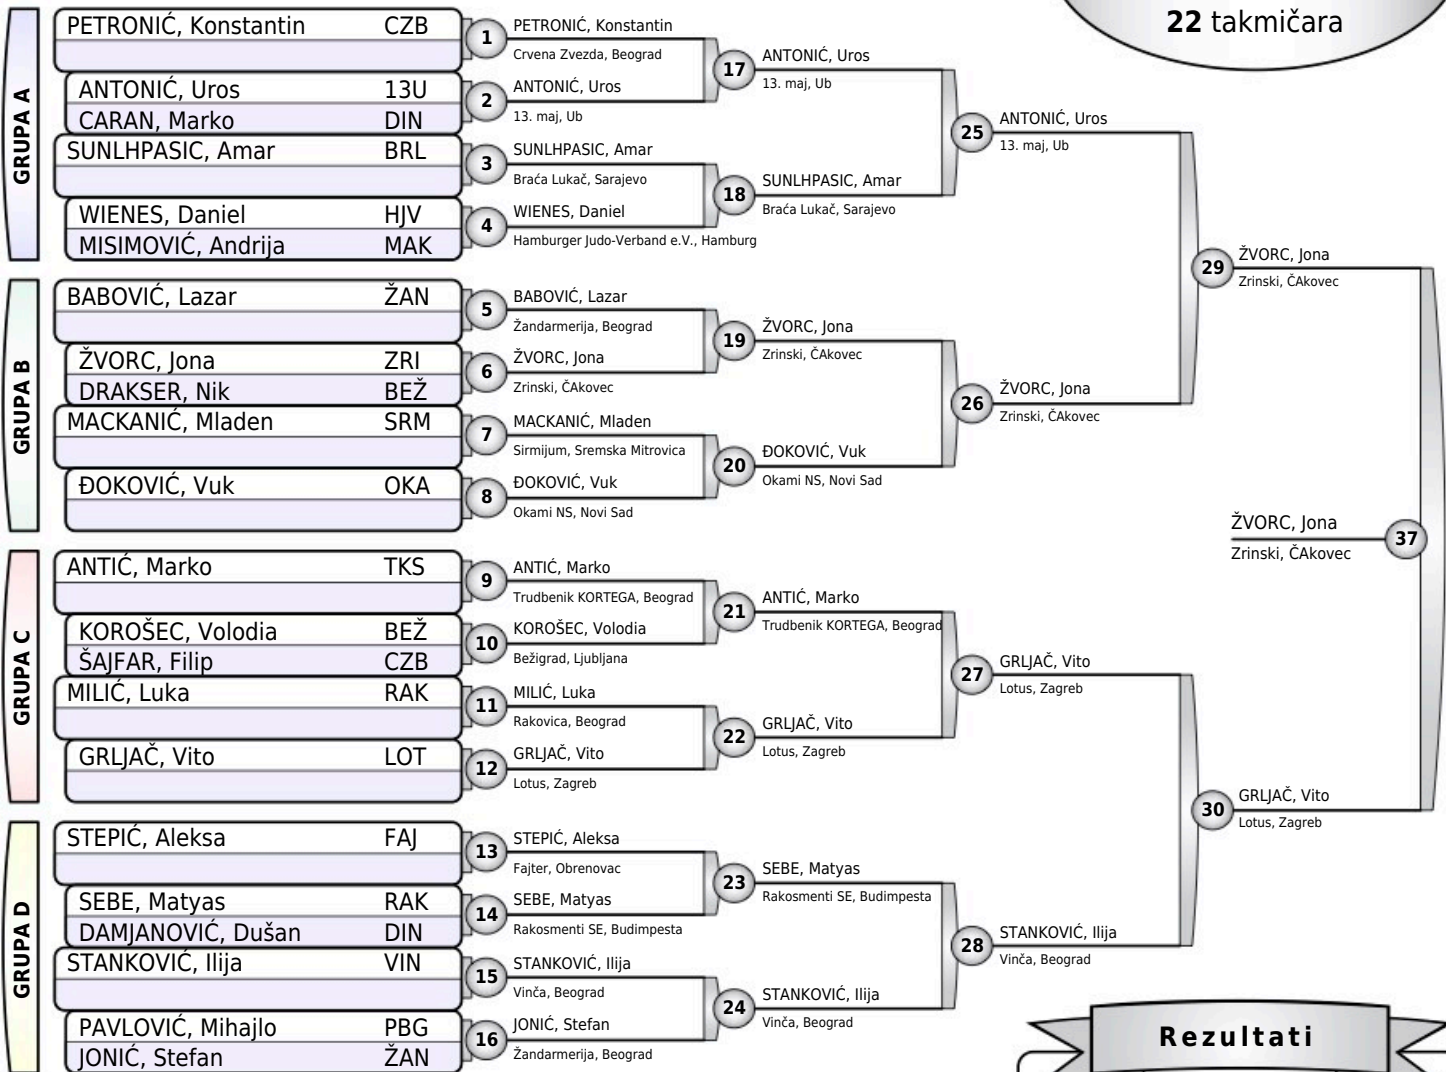 22 takmičara
GRUPA A
PETRONIĆ, Konstantin CZB
ANTONIĆ, Uros 13U
CARAN, Marko DIN
SUNLHPASIC, Amar BRL
WIENES, Daniel HJV
MISIMOVIĆ, Andrija MAK
GRUPA B
BABOVIĆ, Lazar ŽAN
ŽVORC, Jona ZRI
DRAKSER, Nik BEŽ
MACKANIĆ, Mladen SRM
ĐOKOVIĆ, Vuk OKA
GRUPA C
ANTIĆ, Marko TKS
KOROŠEC, Volodia BEŽ
ŠAJFAR, Filip CZB
MILIĆ, Luka RAK
GRLJAČ, Vito LOT
GRUPA D
STEPIĆ, Aleksa FAJ
SEBE, Matyas RAK
DAMJANOVIĆ, Dušan DIN
STANKOVIĆ, Ilija VIN
PAVLOVIĆ, Mihajlo PBG
JONIĆ, Stefan ŽAN
1 PETRONIĆ, Konstantin
Crvena Zvezda, Beograd
2 ANTONIĆ, Uros
13. maj, Ub
3 SUNLHPASIC, Amar
Braća Lukač, Sarajevo
4 WIENES, Daniel
Hamburger Judo-Verband e.V., Hamburg
5 BABOVIĆ, Lazar
Žandarmerija, Beograd
6 ŽVORC, Jona
Zrinski, ČAkovec
7 MACKANIĆ, Mladen
Sirmijum, Sremska Mitrovica
8 ĐOKOVIĆ, Vuk
Okami NS, Novi Sad
9 ANTIĆ, Marko
Trudbenik KORTEGA, Beograd
10 KOROŠEC, Volodia
Bežigrad, Ljubljana
11 MILIĆ, Luka
Rakovica, Beograd
12 GRLJAČ, Vito
Lotus, Zagreb
13 STEPIĆ, Aleksa
Fajter, Obrenovac
14 SEBE, Matyas
Rakosmenti SE, Budimpesta
15 STANKOVIĆ, Ilija
Vinča, Beograd
16 JONIĆ, Stefan
Žandarmerija, Beograd
17 ANTONIĆ, Uros
13. maj, Ub
18 SUNLHPASIC, Amar
Braća Lukač, Sarajevo
19 ŽVORC, Jona
Zrinski, ČAkovec
20 ĐOKOVIĆ, Vuk
Okami NS, Novi Sad
21 ANTIĆ, Marko
Trudbenik KORTEGA, Beograd
22 GRLJAČ, Vito
Lotus, Zagreb
23 SEBE, Matyas
Rakosmenti SE, Budimpesta
24 STANKOVIĆ, Ilija
Vinča, Beograd
25 ANTONIĆ, Uros
13. maj, Ub
26 ŽVORC, Jona
Zrinski, ČAkovec
27 GRLJAČ, Vito
Lotus, Zagreb
28 STANKOVIĆ, Ilija
Vinča, Beograd
29 ŽVORC, Jona
Zrinski, ČAkovec
30 GRLJAČ, Vito
Lotus, Zagreb
ŽVORC, Jona 37
Zrinski, ČAkovec
Rezultati